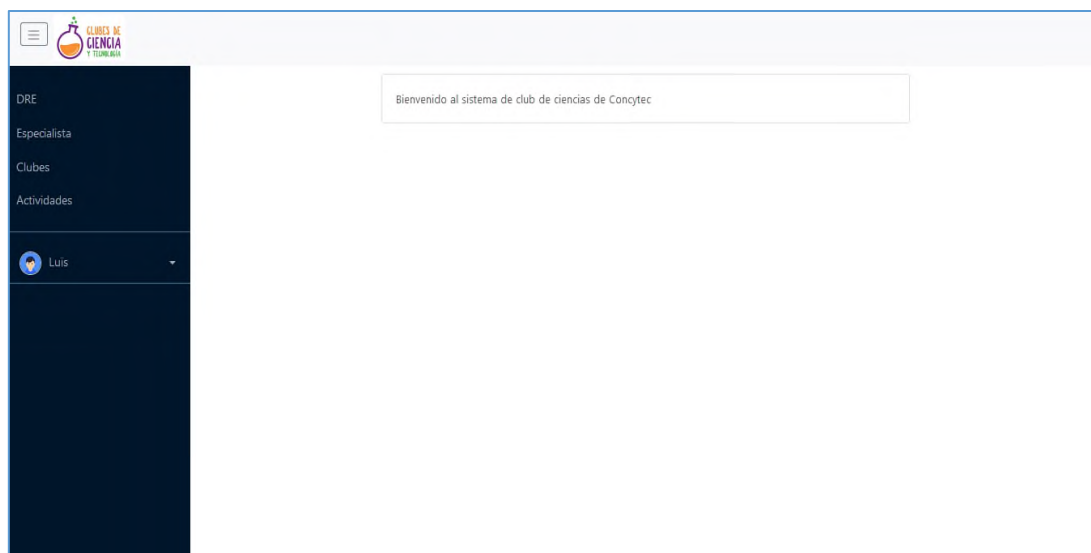 CLUBES DE
CIENCIA
Y TECNOLOGÍA
DRE
Especialista
Clubes
Actividades
Luis
Bienvenido al sistema de club de ciencias de Concytec